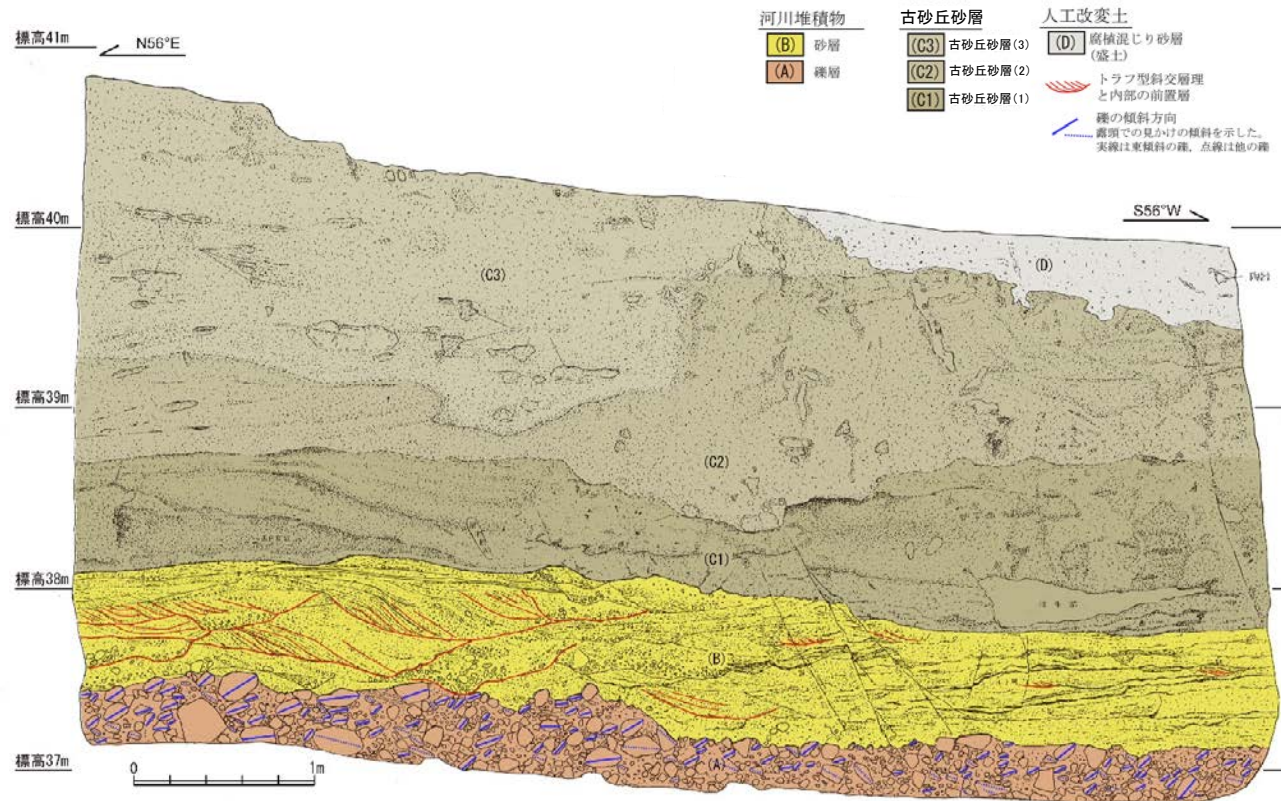 河川堆積物
(B) 砂層
(A) 礫層
古砂丘砂層
(C3) 古砂丘砂層(3)
(C2) 古砂丘砂層(2)
(C1) 古砂丘砂層(1)
人工改変土
(D) 腐植混じり砂層
(盛土)
トラフ型斜交層理
と内部の前置層
礫の傾斜方向
露頭での見かけの傾斜を示した。
実線は東傾斜の礫、点線は他の礫
標高41m
N56°E
標高40m
S56°W
(D)
(C3)
標高39m
(C2)
(C1)
標高38m
(B)
標高37m
(A)
0 1m